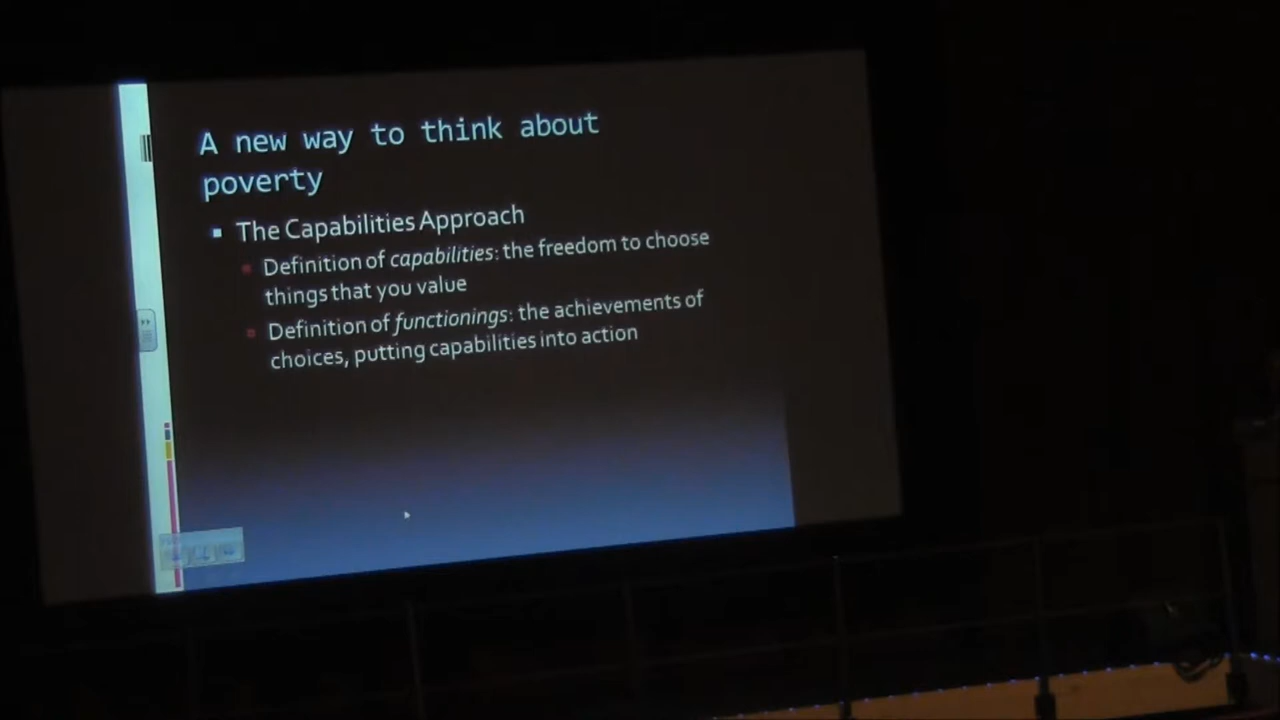 A new way to think about
poverty
The Capabilities Approach
Definition of capabilities: the freedom to choose
things that you value
Definition of functionings: the achievements of
choices, putting capabilities into action